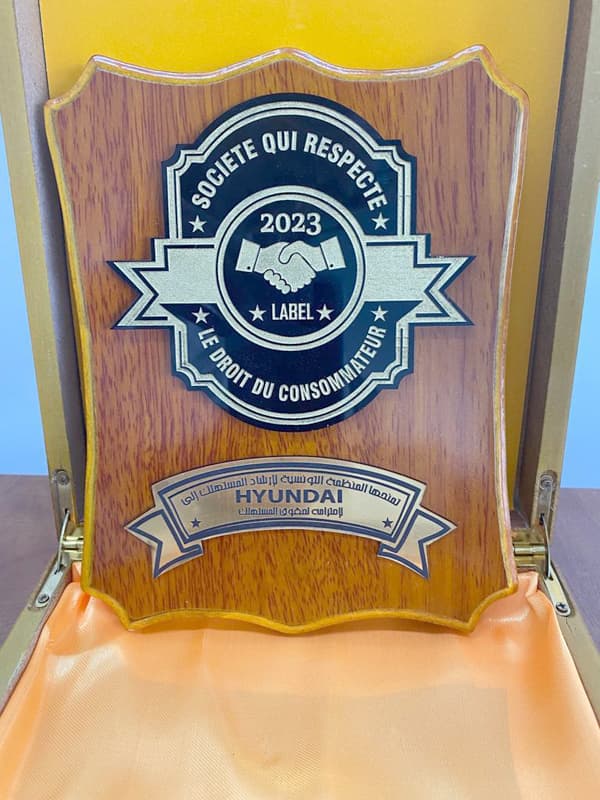 SOCIETE QUI RESPECTE
2023
LABEL
LE DROIT DU CONSOMMATEUR
تمنحها المنظمة التونسية لإرشاد المستهلك إلى
HYUNDAI
لإحترامه لحقوق المستهلك